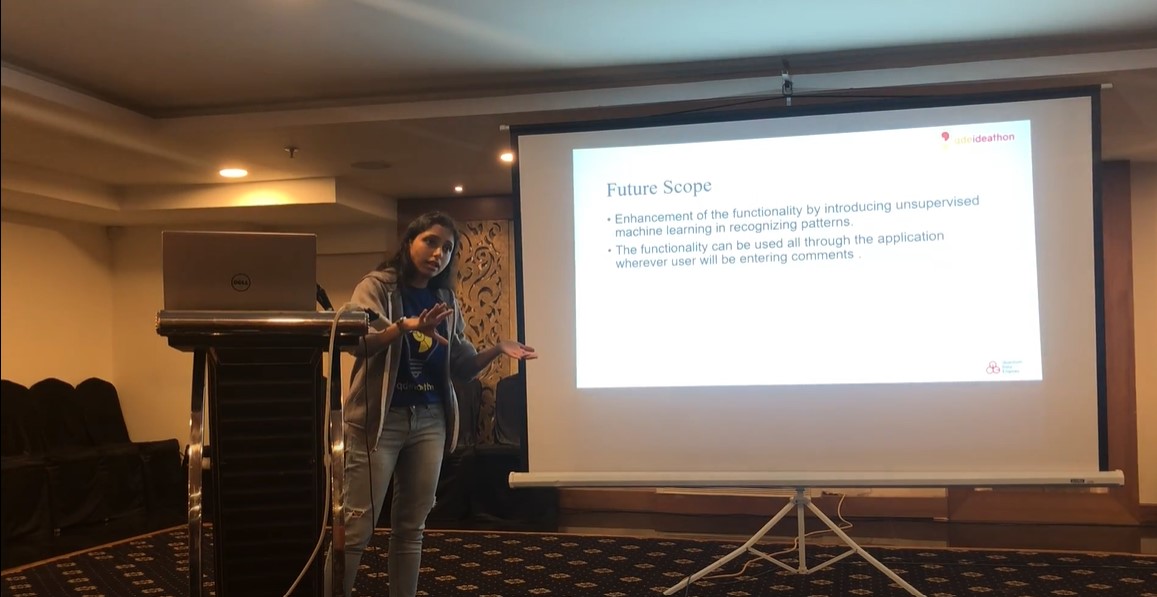 qdeideathon
Future Scope
• Enhancement of the functionality by introducing unsupervised
machine learning in recognizing patterns.
• The functionality can be used all through the application
wherever user will be entering comments .
DELL